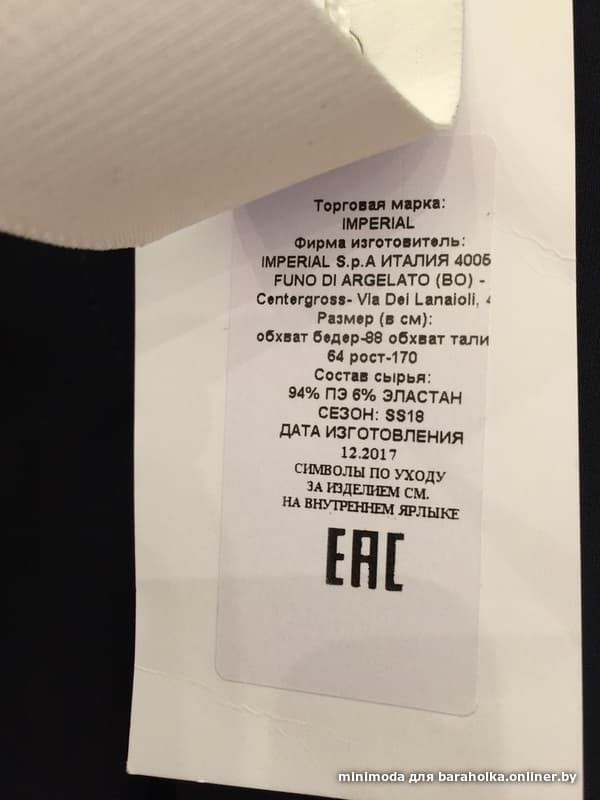 Торговая марка:
IMPERIAL
Фирма изготовитель:
IMPERIAL S.p.A ИТАЛИЯ 4005
FUNO DI ARGELATO (BO) -
Centergross- Via Dei Lanaioli, 4
Размер (в см):
обхват бедер-88 обхват тали
64 рост-170
Состав сырья:
94% ПЭ 6% ЭЛАСТАН
СЕЗОН: SS18
ДАТА ИЗГОТОВЛЕНИЯ
12.2017
СИМВОЛЫ ПО УХОДУ
ЗА ИЗДЕЛИЕМ СМ.
НА ВНУТРЕННЕМ ЯРЛЫКЕ
EAC
minimoda для baraholka.onliner.by